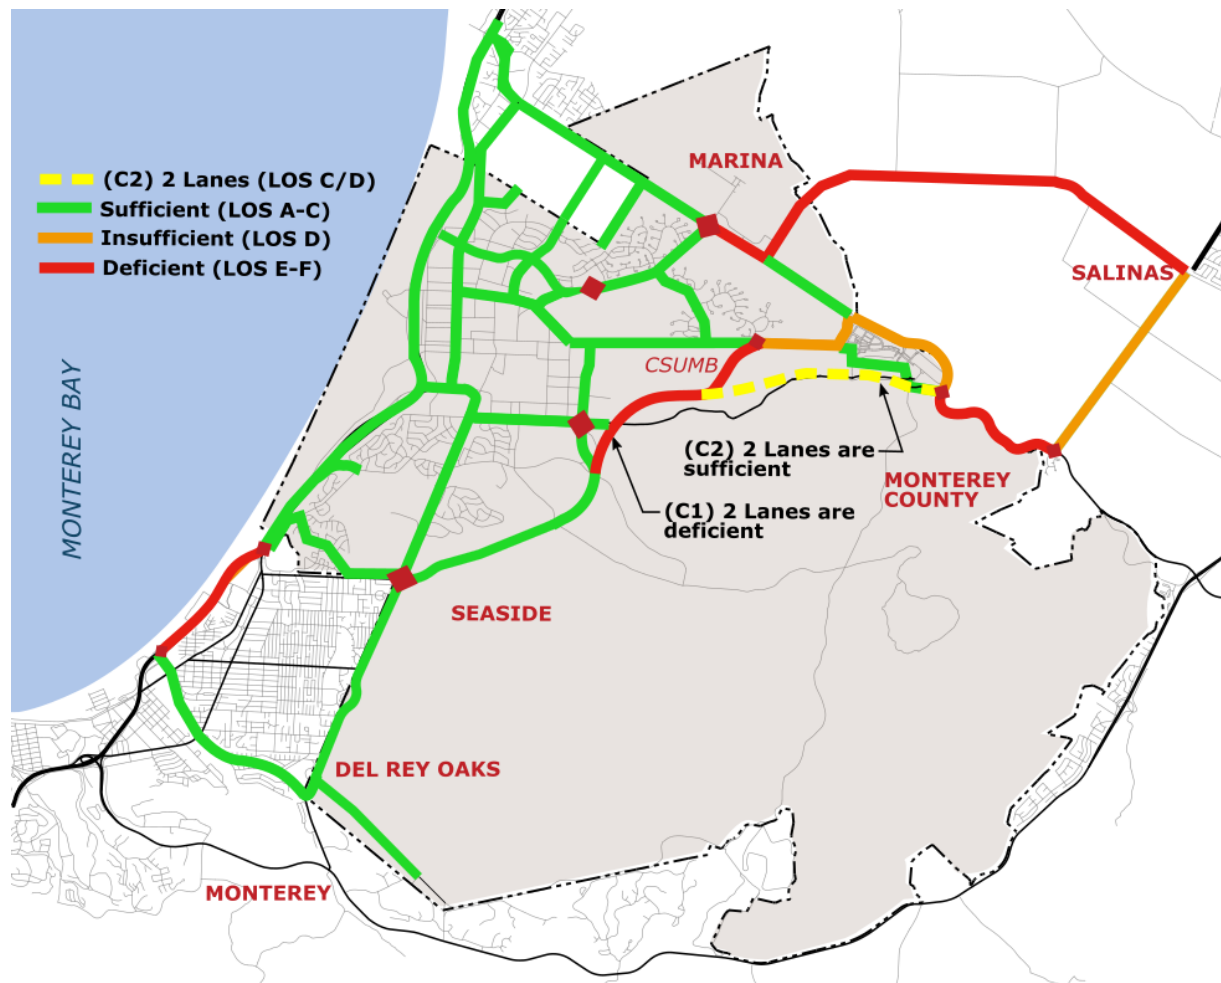 MARINA
(C2) 2 Lanes (LOS C/D)
Sufficient (LOS A-C)
Insufficient (LOS D)
Deficient (LOS E-F)
SALINAS
CSUMB
MONTEREY BAY
(C2) 2 Lanes are
sufficient
MONTEREY
COUNTY
(C1) 2 Lanes are
deficient
SEASIDE
DEL REY OAKS
MONTEREY